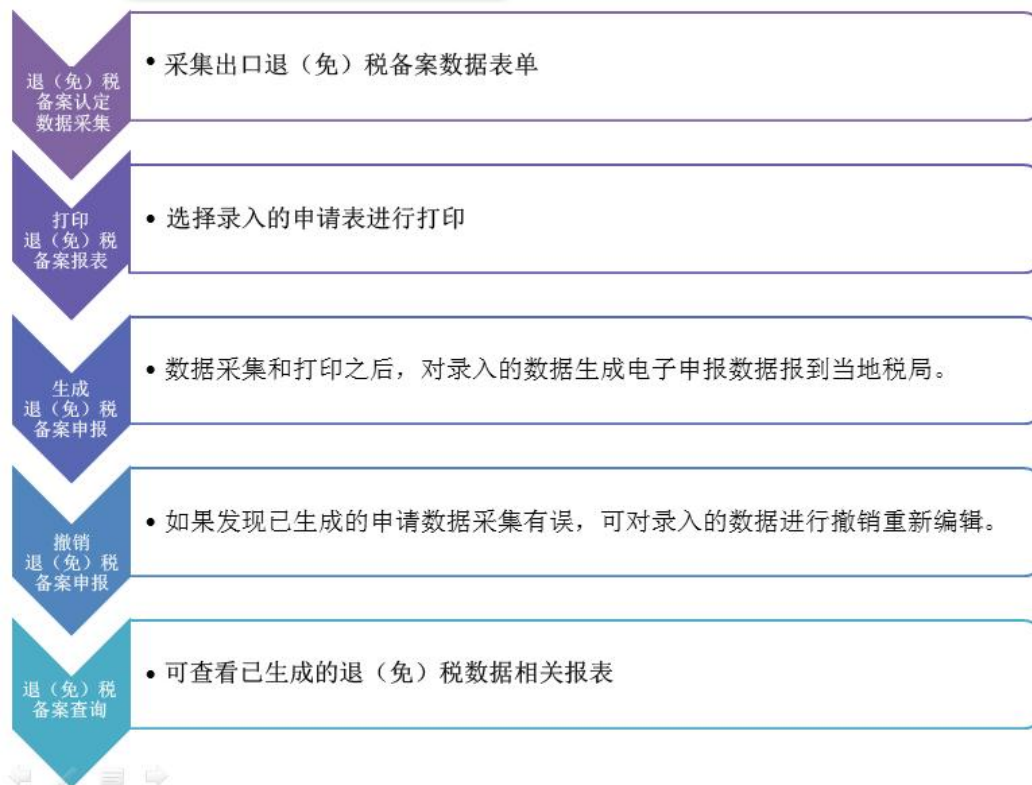 退（免）税
备案认定
数据采集
• 采集出口退（免）税备案数据表单
打印
退（免）税
备案报表
• 选择录入的申请表进行打印
生成
退（免）税
备案申报
• 数据采集和打印之后，对录入的数据生成电子申报数据报到当地税局。
撤销
退（免）税
备案申报
• 如果发现已生成的申请数据采集有误，可对录入的数据进行撤销重新编辑。
退（免）税
备案查询
• 可查看已生成的退（免）税数据相关报表